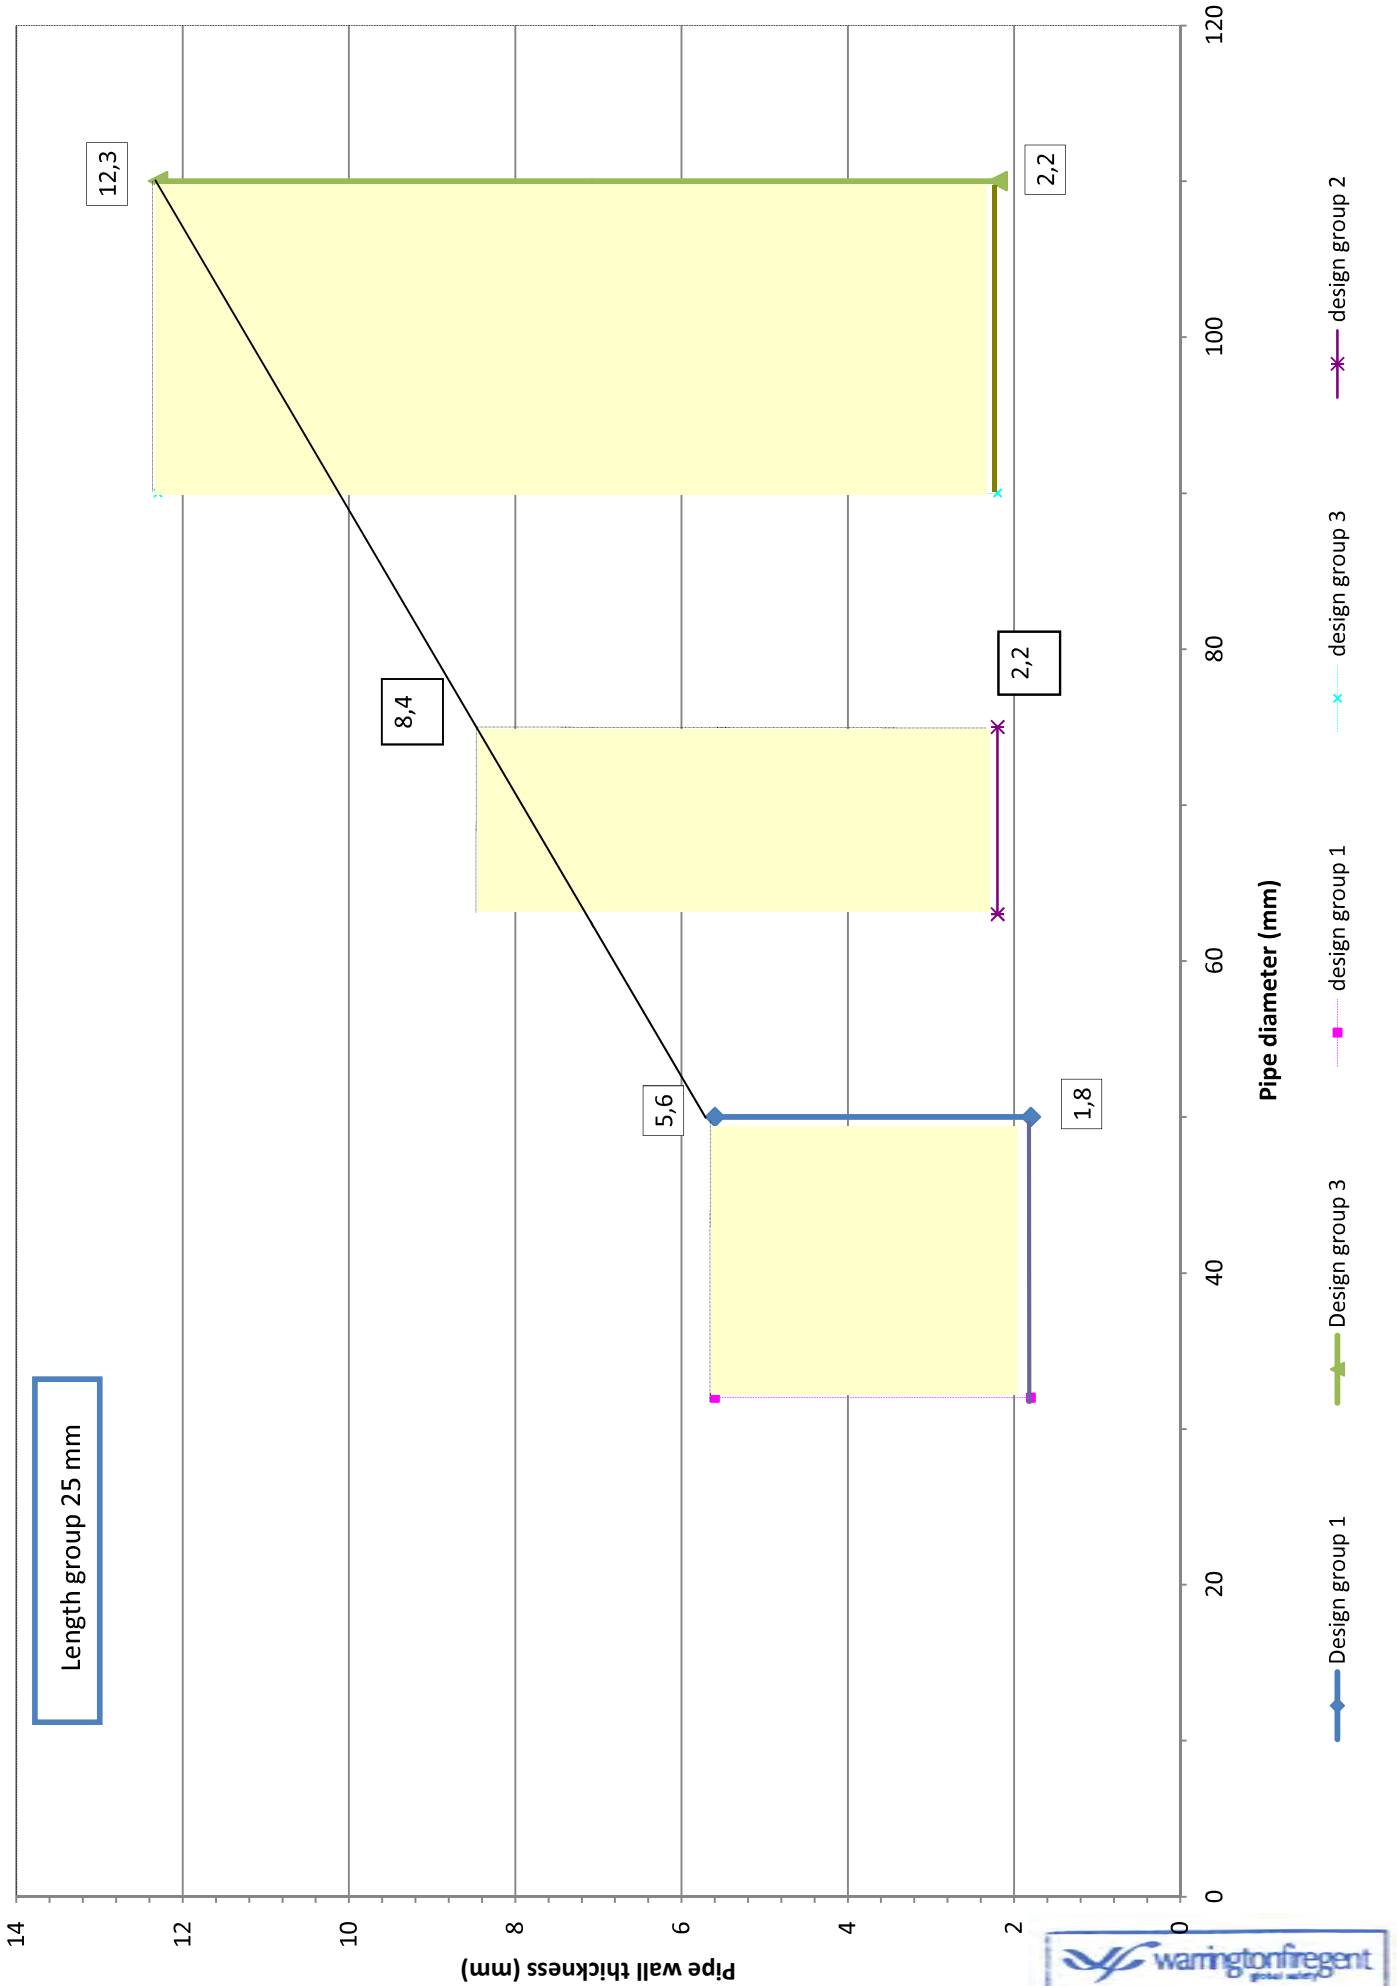 Length group 25 mm
Pipe wall thickness (mm)
14
12
10
8
6
4
2
0
0
20
40
60
80
100
120
Pipe diameter (mm)
5,6
1,8
8,4
2,2
12,3
2,2
Design group 1
Design group 3
design group 1
design group 3
design group 2
warringtonfiregent
global safety